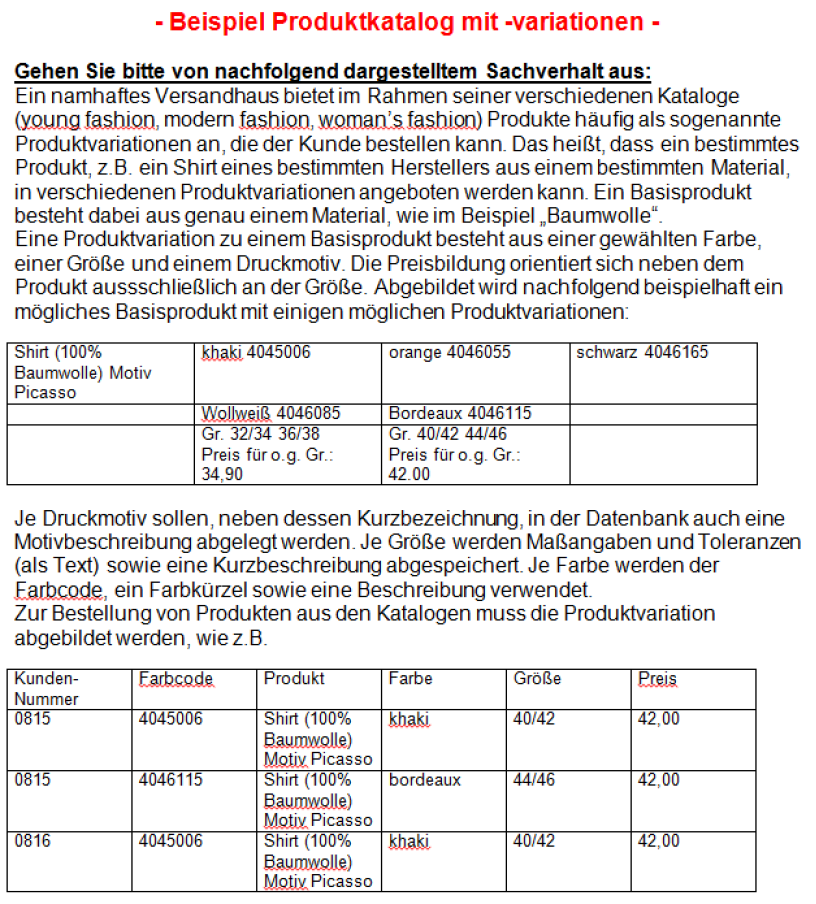 - Beispiel Produktkatalog mit -variationen -
Gehen Sie bitte von nachfolgend dargestelltem Sachverhalt aus:
Ein namhaftes Versandhaus bietet im Rahmen seiner verschiedenen Kataloge
(young fashion, modern fashion, woman's fashion) Produkte häufig als sogenannte
Produktvariationen an, die der Kunde bestellen kann. Das heißt, dass ein bestimmtes
Produkt, z.B. ein Shirt eines bestimmten Herstellers aus einem bestimmten Material,
in verschiedenen Produktvariationen angeboten werden kann. Ein Basisprodukt
besteht dabei aus genau einem Material, wie im Beispiel „Baumwolle“.
Eine Produktvariation zu einem Basisprodukt besteht aus einer gewählten Farbe,
einer Größe und einem Druckmotiv. Die Preisbildung orientiert sich neben dem
Produkt aussschließlich an der Größe. Abgebildet wird nachfolgend beispielhaft ein
mögliches Basisprodukt mit einigen möglichen Produktvariationen:
Shirt (100% khaki 4045006 orange 4046055 schwarz 4046165
Baumwolle) Motiv
Picasso
Wollweiß 4046085 Bordeaux 4046115
Gr. 32/34 36/38 Gr. 40/42 44/46
Preis für o.g. Gr.: Preis für o.g. Gr.:
34,90 42.00
Je Druckmotiv sollen, neben dessen Kurzbezeichnung, in der Datenbank auch eine
Motivbeschreibung abgelegt werden. Je Größe werden Maßangaben und Toleranzen
(als Text) sowie eine Kurzbeschreibung abgespeichert. Je Farbe werden der
Farbcode, ein Farbkürzel sowie eine Beschreibung verwendet.
Zur Bestellung von Produkten aus den Katalogen muss die Produktvariation
abgebildet werden, wie z.B.
Kunden- Farbcode Produkt Farbe Größe Preis
Nummer
0815 4045006 Shirt (100% khaki 40/42 42,00
Baumwolle)
Motiv Picasso
0815 4046115 Shirt (100% bordeaux 44/46 42,00
Baumwolle)
Motiv Picasso
0816 4045006 Shirt (100% khaki 40/42 42,00
Baumwolle)
Motiv Picasso